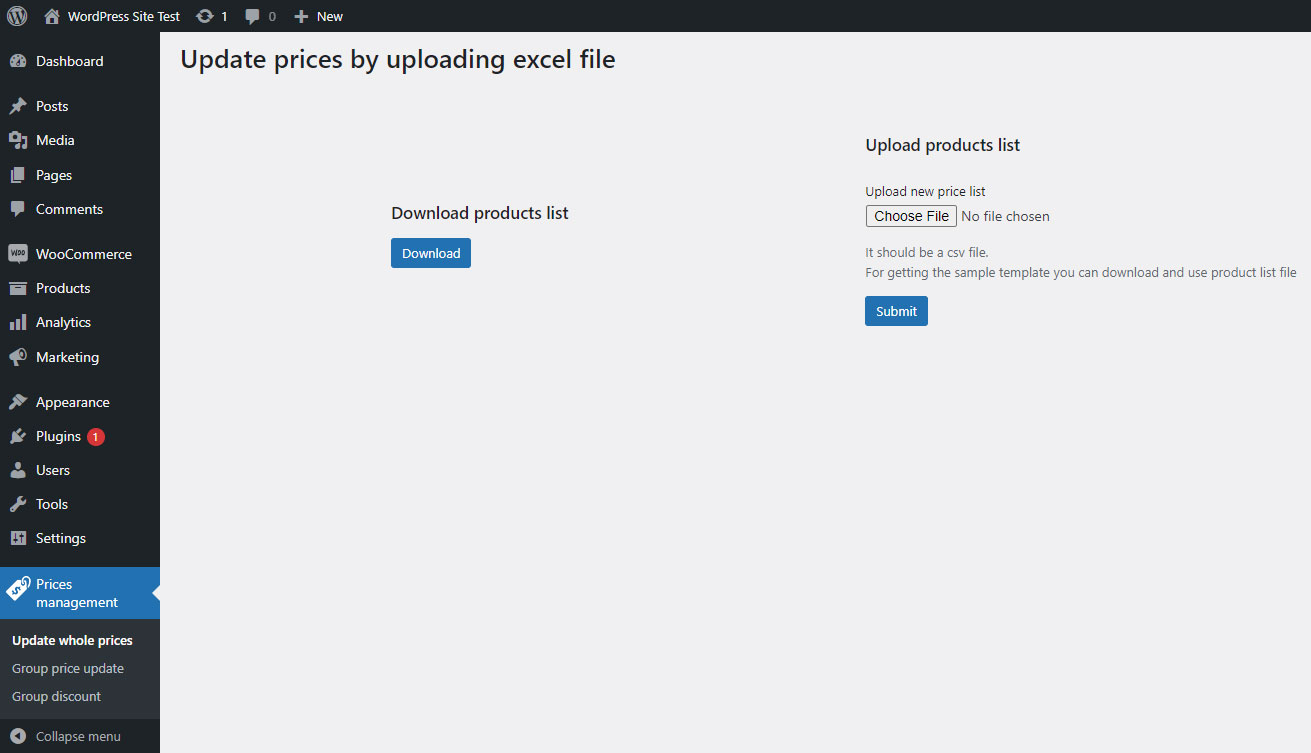 WordPress Site Test 1 0 New
Dashboard
Posts
Media
Pages
Comments
WooCommerce
Products
Analytics
Marketing
Appearance
Plugins 1
Users
Tools
Settings
Prices
management
Update whole prices
Group price update
Group discount
Collapse menu
Update prices by uploading excel file
Download products list
Download
Upload products list
Upload new price list
Choose File No file chosen
It should be a csv file.
For getting the sample template you can download and use product list file
Submit